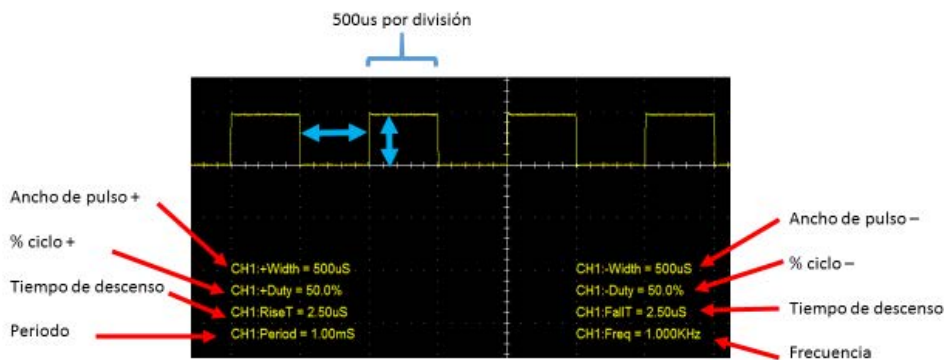 500us por división
Ancho de pulso +
% ciclo +
Tiempo de descenso
Periodo
CH1:+Width = 500uS
CH1:+Duty = 50.0%
CH1:RiseT = 2.50uS
CH1:Period = 1.00mS
CH1:-Width = 500uS
CH1:-Duty = 50.0%
CH1:FallT = 2.50uS
CH1:Freq = 1.000KHz
Ancho de pulso –
% ciclo –
Tiempo de descenso
Frecuencia